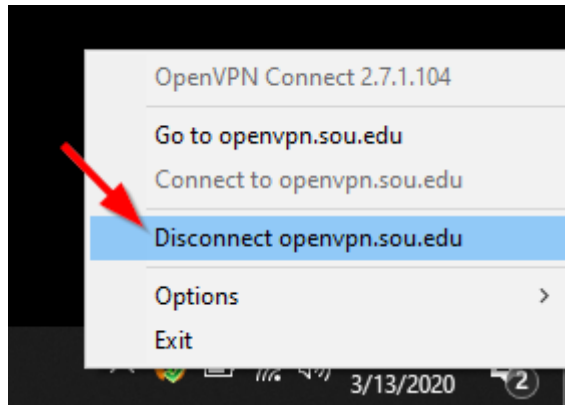 OpenVPN Connect 2.7.1.104
Go to openvpn.sou.edu
Connect to openvpn.sou.edu
Disconnect openvpn.sou.edu
Options
Exit
3/13/2020
2